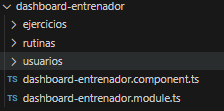 dashboard-entrenador
ejercicios
rutinas
usuarios
TS dashboard-entrenador.component.ts
TS dashboard-entrenador.module.ts